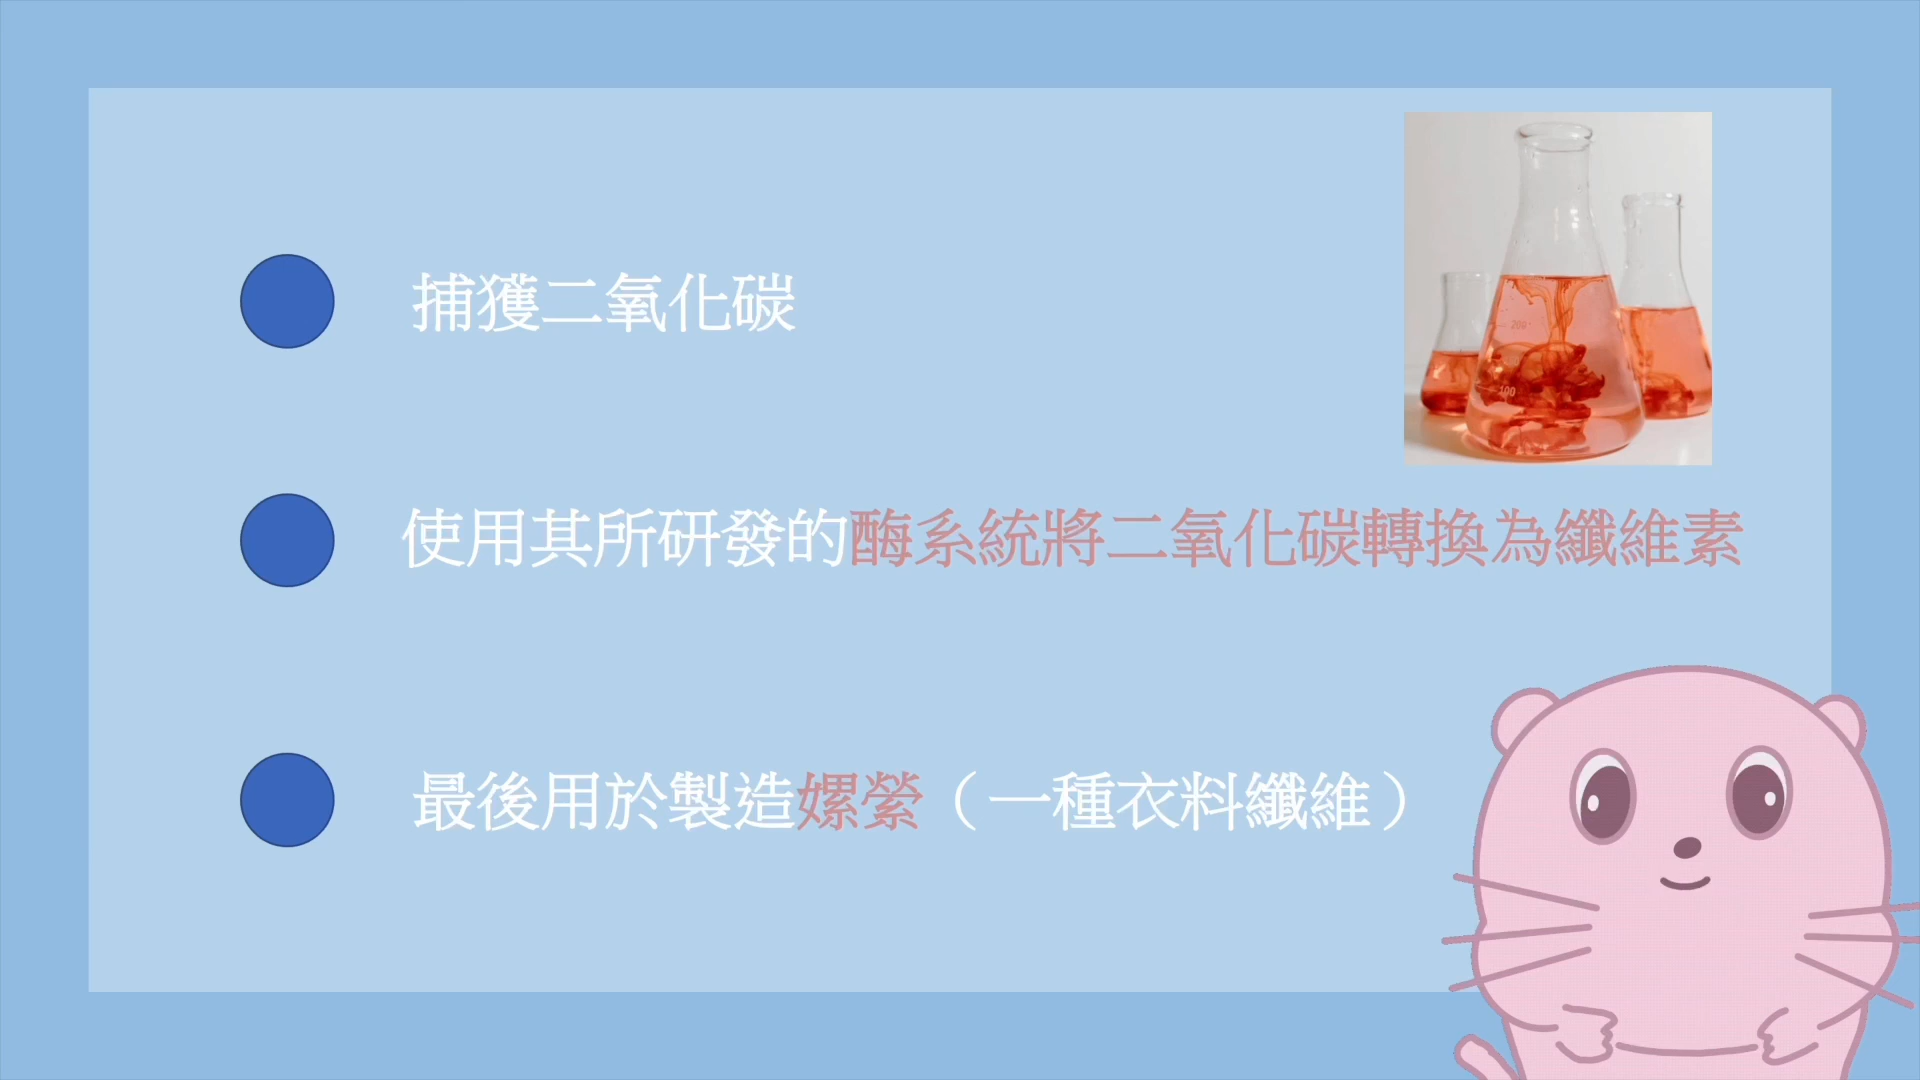 捕獲二氧化碳
使用其所研發的酶系統將二氧化碳轉換為纖維素
最後用於製造嫘縈（一種衣料纖維）
200
100